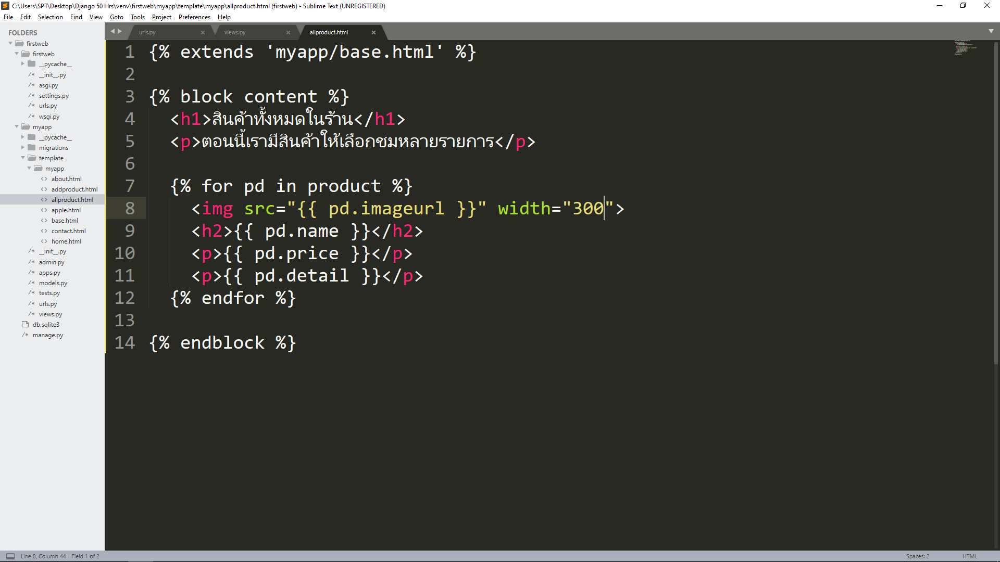 C:\Users\SPT\Desktop\Django 50 Hrs\venv\firstweb\myapp\template\myapp\allproduct.html (firstweb) - Sublime Text (UNREGISTERED)
File Edit Selection Find View Goto Tools Project Preferences Help
FOLDERS
firstweb
firstweb
__pycache__
__init__.py
asgi.py
settings.py
urls.py
wsgi.py
myapp
__pycache__
migrations
template
myapp
about.html
addproduct.html
allproduct.html
apple.html
base.html
contact.html
home.html
__init__.py
admin.py
apps.py
models.py
tests.py
urls.py
views.py
db.sqlite3
manage.py
urls.py views.py allproduct.html
1 {% extends 'myapp/base.html' %}
2
3 {% block content %}
4 <h1>สินค้าทั้งหมดในร้าน</h1>
5 <p>ตอนนี้เรามีสินค้าให้เลือกชมหลายรายการ</p>
6
7 {% for pd in product %}
8 <img src="{{ pd.imageurl }}" width="300">
9 <h2>{{ pd.name }}</h2>
10 <p>{{ pd.price }}</p>
11 <p>{{ pd.detail }}</p>
12 {% endfor %}
13
14 {% endblock %}
Line 8, Column 44 - Field 1 of 2
Spaces: 2 HTML